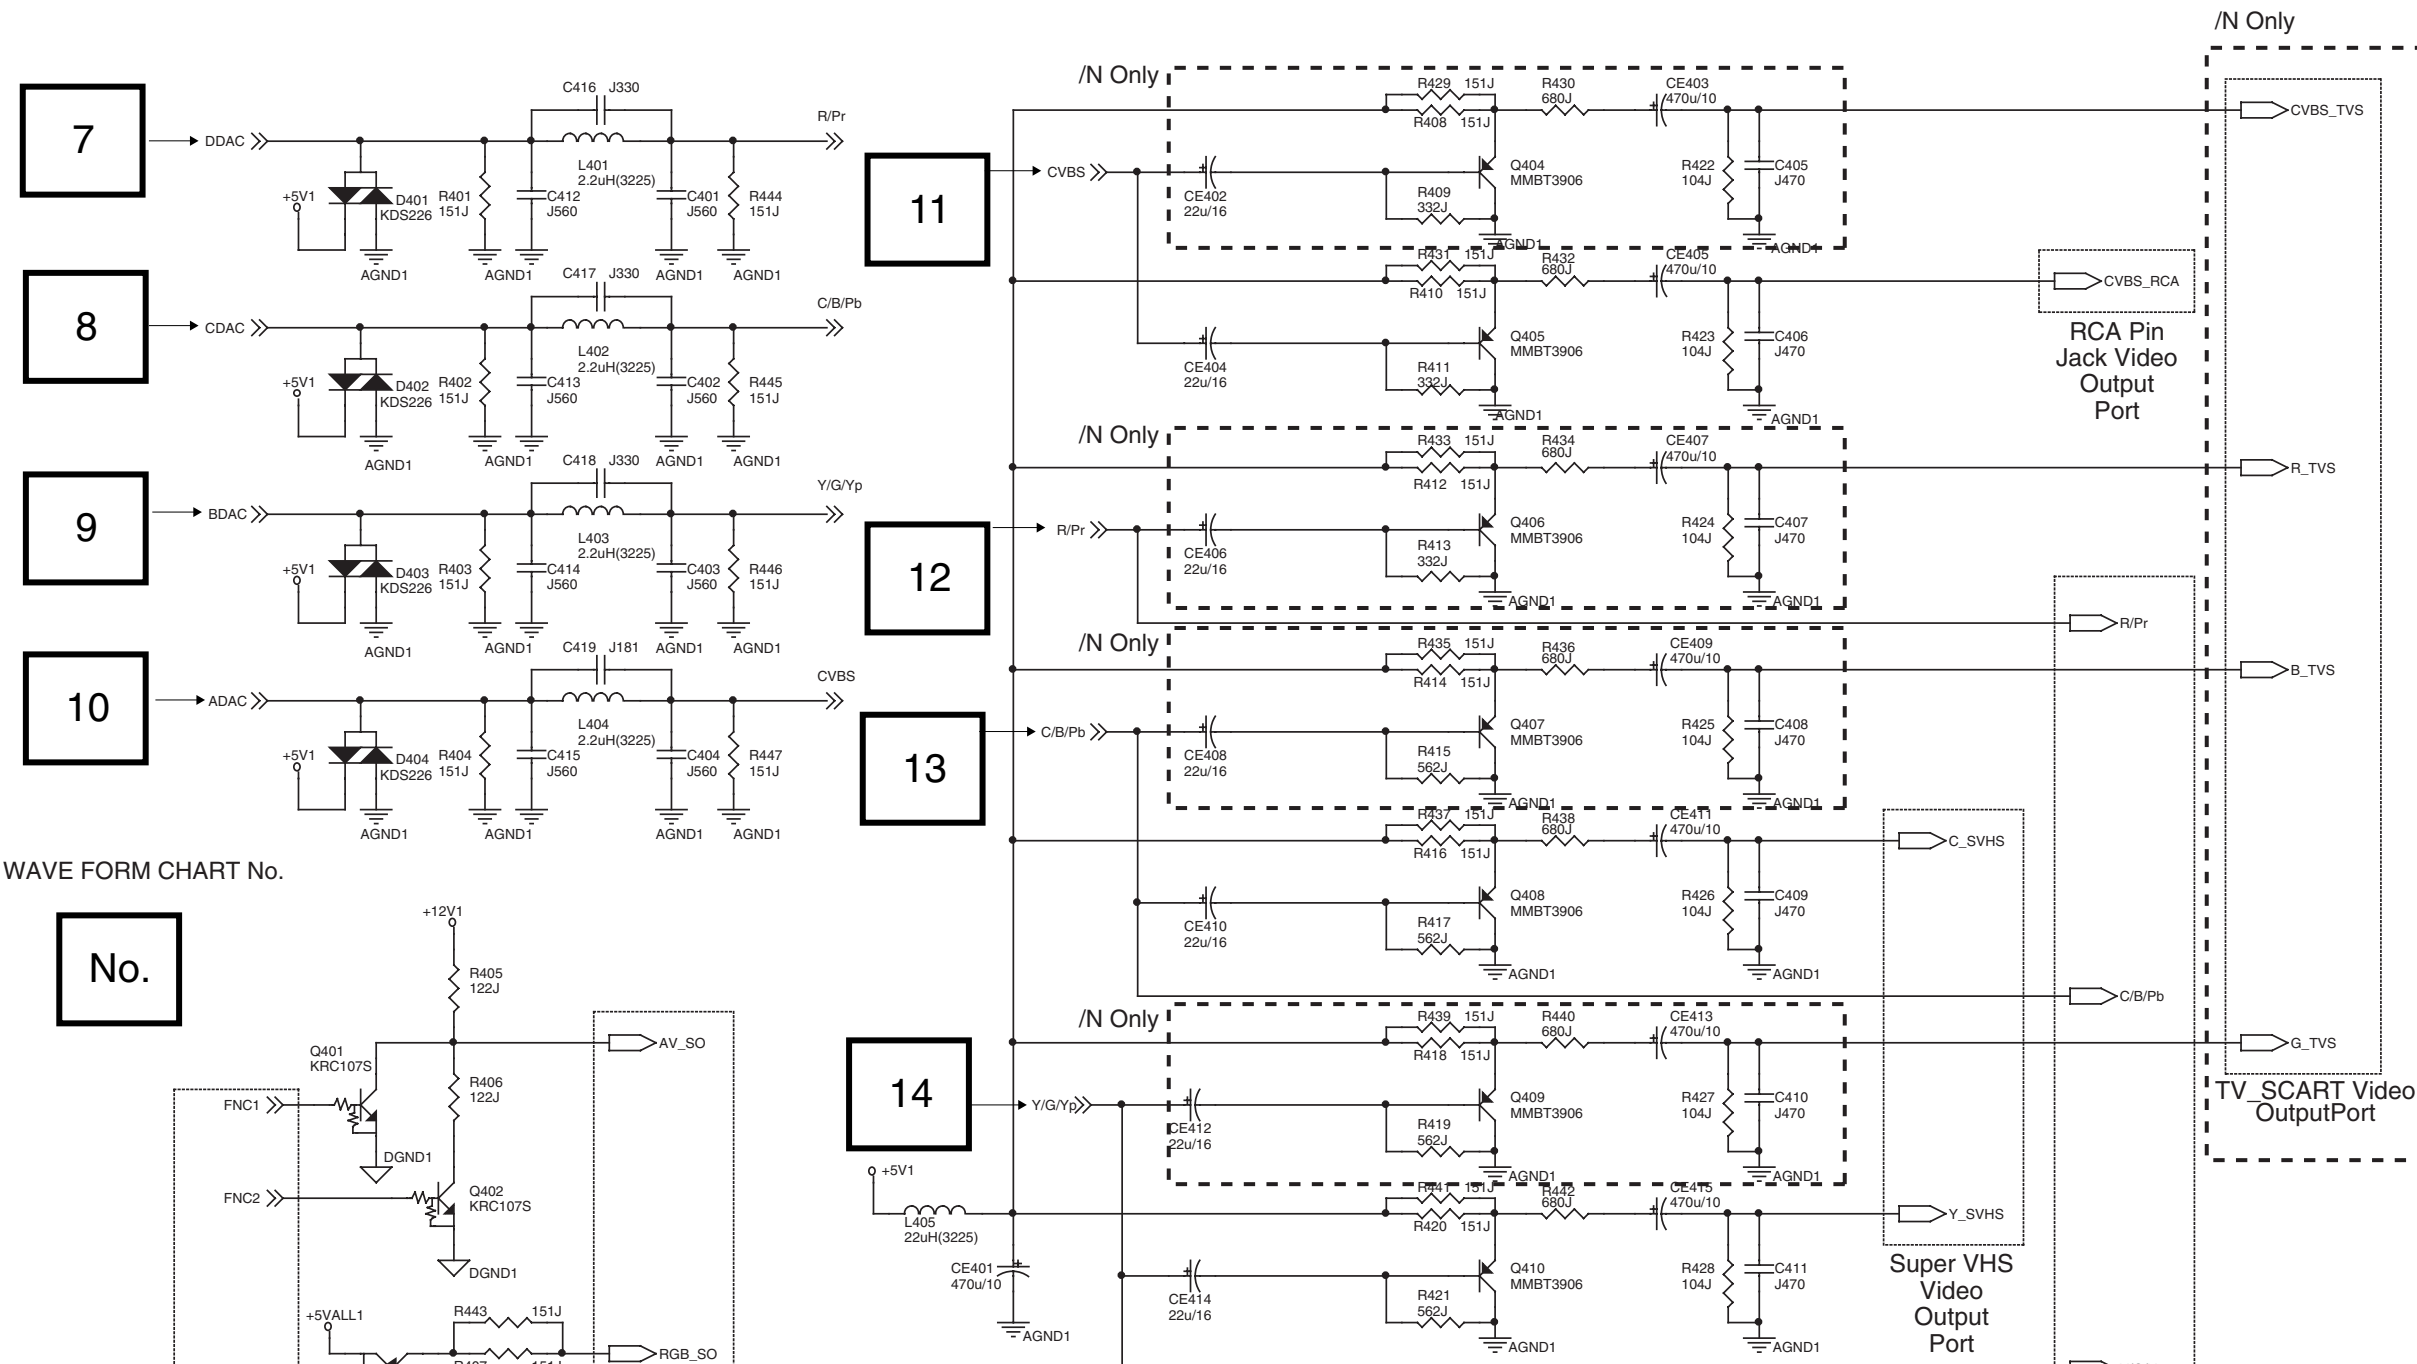 /N Only
7
DDAC
C416 J330
R/Pr
L401
2.2uH(3225)
+5V1
D401
KDS226
R401
151J
C412
J560
C401
J560
R444
151J
AGND1
AGND1
AGND1
AGND1
8
CDAC
C417 J330
C/B/Pb
L402
2.2uH(3225)
+5V1
D402
KDS226
R402
151J
C413
J560
C402
J560
R445
151J
AGND1
AGND1
AGND1
AGND1
9
BDAC
C418 J330
Y/G/Yp
L403
2.2uH(3225)
+5V1
D403
KDS226
R403
151J
C414
J560
C403
J560
R446
151J
AGND1
AGND1
AGND1
AGND1
10
ADAC
C419 J181
CVBS
L404
2.2uH(3225)
+5V1
D404
KDS226
R404
151J
C415
J560
C404
J560
R447
151J
AGND1
AGND1
AGND1
AGND1
WAVE FORM CHART No.
No.
+12V1
R405
122J
AV_SO
Q401
KRC107S
R406
122J
FNC1
DGND1
FNC2
Q402
KRC107S
DGND1
+5VALL1
R443 151J
RGB_SO
/N Only
R429 151J
R408 151J
R430
680J
CE403
470u/10
CVBS_TVS
11
CVBS
CE402
22u/16
Q404
MMBT3906
R409
332J
R422
104J
C405
J470
AGND1
AGND1
R431 151J
R410 151J
R432
680J
CE405
470u/10
CVBS_RCA
RCA Pin
Jack Video
Output
Port
CE404
22u/16
Q405
MMBT3906
R411
332J
R423
104J
C406
J470
AGND1
AGND1
/N Only
R433 151J
R412 151J
R434
680J
CE407
470u/10
R_TVS
12
R/Pr
CE406
22u/16
Q406
MMBT3906
R413
332J
R424
104J
C407
J470
AGND1
AGND1
R/Pr
/N Only
R435 151J
R414 151J
R436
680J
CE409
470u/10
B_TVS
13
C/B/Pb
CE408
22u/16
Q407
MMBT3906
R415
562J
R425
104J
C408
J470
AGND1
AGND1
R437 151J
R416 151J
R438
680J
CE411
470u/10
C_SVHS
CE410
22u/16
Q408
MMBT3906
R417
562J
R426
104J
C409
J470
AGND1
AGND1
C/B/Pb
/N Only
R439 151J
R418 151J
R440
680J
CE413
470u/10
G_TVS
TV_SCART Video
OutputPort
14
Y/G/Yp
CE412
22u/16
Q409
MMBT3906
R419
562J
R427
104J
C410
J470
AGND1
AGND1
+5V1
L405
22uH(3225)
R441 151J
R420 151J
R442
680J
CE415
470u/10
Y_SVHS
Super VHS
Video
Output
Port
CE401
470u/10
AGND1
CE414
22u/16
Q410
MMBT3906
R421
562J
R428
104J
C411
J470
AGND1
AGND1